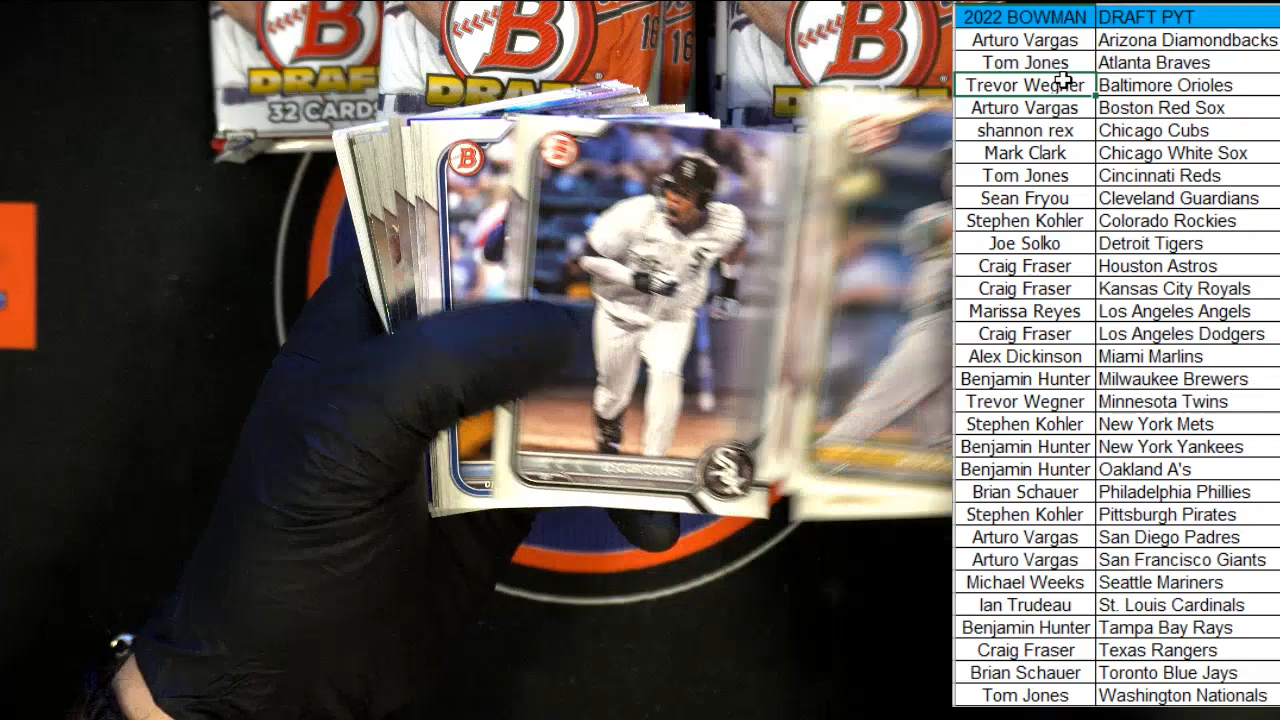 B
DRAFT
32 CARDS
B
DRAFT
18
18
B
DRAFT
B
B
2022 BOWMAN DRAFT PYT
Arturo Vargas Arizona Diamondbacks
Tom Jones Atlanta Braves
Trevor Wegner Baltimore Orioles
Arturo Vargas Boston Red Sox
shannon rex Chicago Cubs
Mark Clark Chicago White Sox
Tom Jones Cincinnati Reds
Sean Fryou Cleveland Guardians
Stephen Kohler Colorado Rockies
Joe Solko Detroit Tigers
Craig Fraser Houston Astros
Craig Fraser Kansas City Royals
Marissa Reyes Los Angeles Angels
Craig Fraser Los Angeles Dodgers
Alex Dickinson Miami Marlins
Benjamin Hunter Milwaukee Brewers
Trevor Wegner Minnesota Twins
Stephen Kohler New York Mets
Benjamin Hunter New York Yankees
Benjamin Hunter Oakland A's
Brian Schauer Philadelphia Phillies
Stephen Kohler Pittsburgh Pirates
Arturo Vargas San Diego Padres
Arturo Vargas San Francisco Giants
Michael Weeks Seattle Mariners
Ian Trudeau St. Louis Cardinals
Benjamin Hunter Tampa Bay Rays
Craig Fraser Texas Rangers
Brian Schauer Toronto Blue Jays
Tom Jones Washington Nationals